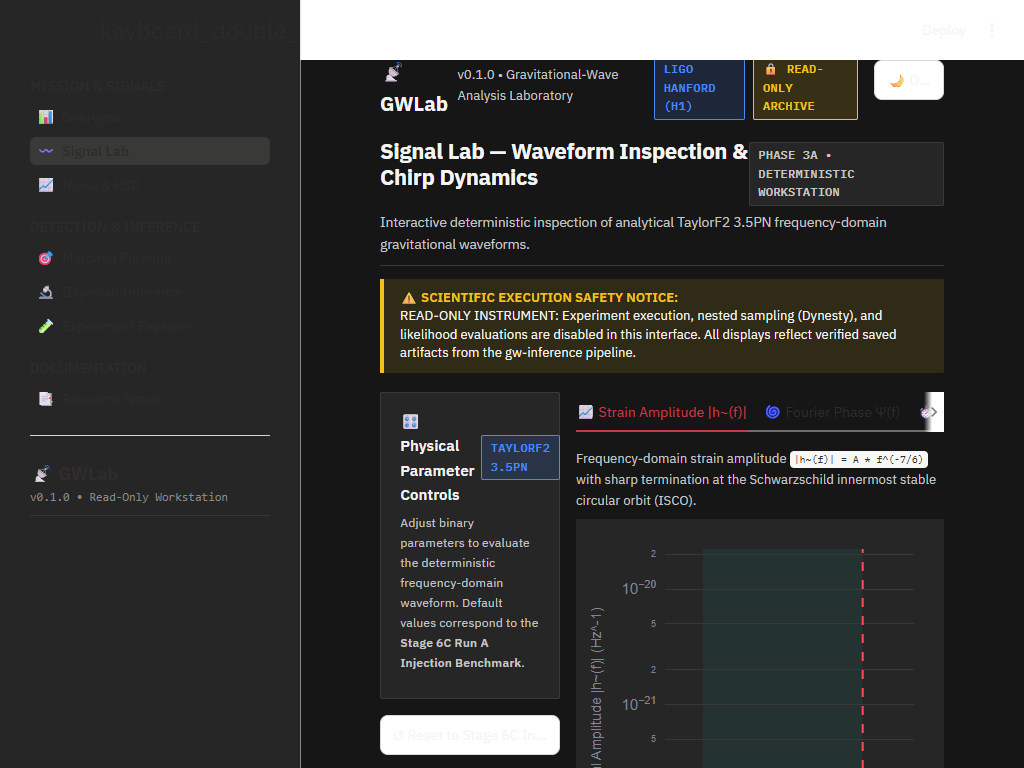 keyboard_double_
Deploy
MISSION & SIGNALS
Overview
Signal Lab
Noise & PSD
DETECTION & INFERENCE
Matched Filtering
Bayesian Inference
Experiment Explorer
DOCUMENTATION
Research Notes
GWLab
v0.1.0 • Read-Only Workstation
GWLab
v0.1.0 • Gravitational-Wave
Analysis Laboratory
LIGO
HANFORD
(H1)
READ-
ONLY
ARCHIVE
Signal Lab — Waveform Inspection &
Chirp Dynamics
PHASE 3A •
DETERMINISTIC
WORKSTATION
Interactive deterministic inspection of analytical TaylorF2 3.5PN frequency-domain
gravitational waveforms.
SCIENTIFIC EXECUTION SAFETY NOTICE:
READ-ONLY INSTRUMENT: Experiment execution, nested sampling (Dynesty), and
likelihood evaluations are disabled in this interface. All displays reflect verified saved
artifacts from the gw-inference pipeline.
Physical
Parameter
Controls
TAYLORF2
3.5PN
Adjust binary
parameters to evaluate
the deterministic
frequency-domain
waveform. Default
values correspond to the
Stage 6C Run A
Injection Benchmark.
↺ Reset to Stage 6C In...
Strain Amplitude |h~(f)|
Fourier Phase Ψ(f)
Frequency-domain strain amplitude |h~(f)| = A * f^(-7/6)
with sharp termination at the Schwarzschild innermost stable
circular orbit (ISCO).
2
10−20
5
2
10−21
5
Amplitude |h~(f)| (Hz^-1)